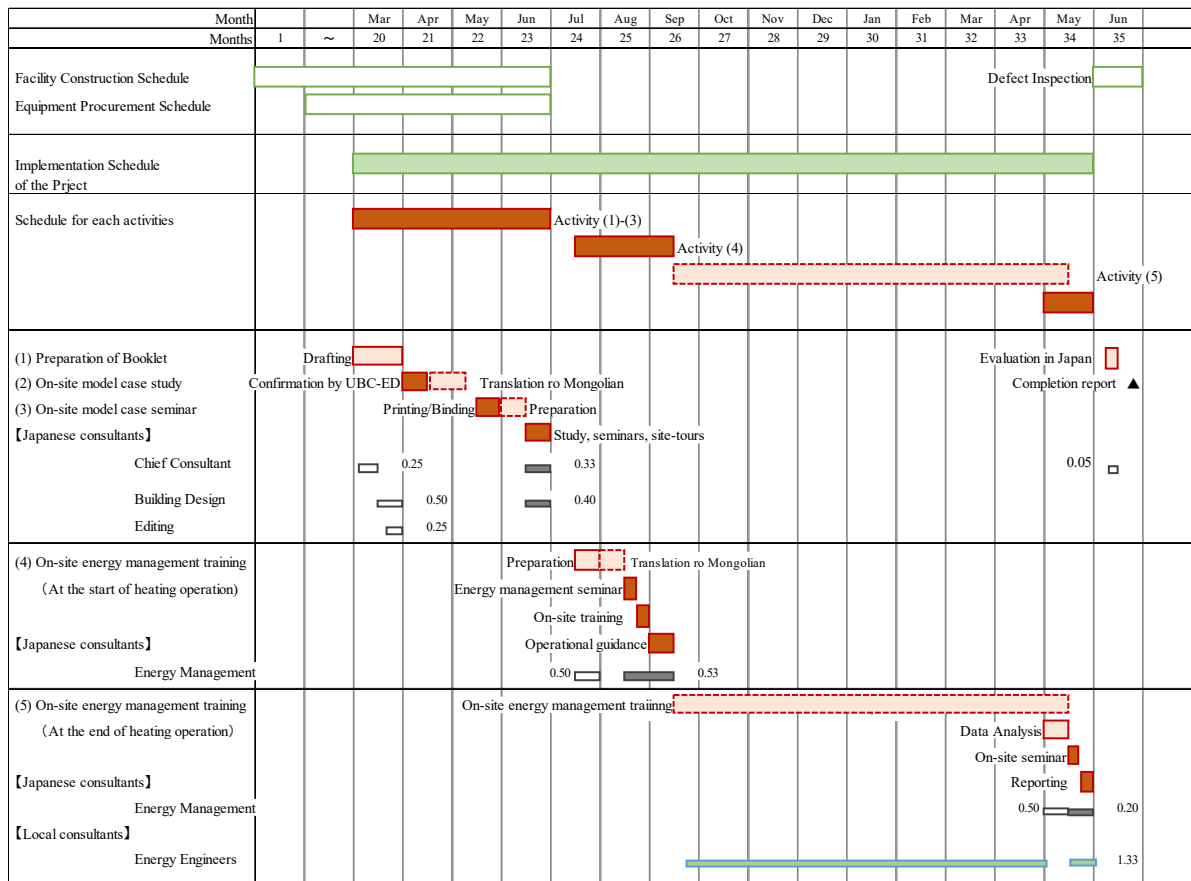 Month Mar Apr May Jun Jul Aug Sep Oct Nov Dec Jan Feb Mar Apr May Jun
Months 1 ~ 20 21 22 23 24 25 26 27 28 29 30 31 32 33 34 35
Facility Construction Schedule Defect Inspection
Equipment Procurement Schedule
Implementation Schedule
of the Prject
Schedule for each activities Activity (1)-(3)
Activity (4)
Activity (5)
(1) Preparation of Booklet Drafting Evaluation in Japan
(2) On-site model case study Confirmation by UBC-ED Translation ro Mongolian Completion report ▲
(3) On-site model case seminar Printing/Binding Preparation
【Japanese consultants】 Study, seminars, site-tours
Chief Consultant 0.25 0.33 0.05
Building Design 0.50 0.40
Editing 0.25
(4) On-site energy management training Preparation Translation ro Mongolian
（At the start of heating operation) Energy management seminar
On-site training
【Japanese consultants】 Operational guidance
Energy Management 0.50 0.53
(5) On-site energy management training On-site energy management traiinng
（At the end of heating operation） Data Analysis
On-site seminar
【Japanese consultants】 Reporting
Energy Management 0.50 0.20
【Local consultants】
Energy Engineers 1.33